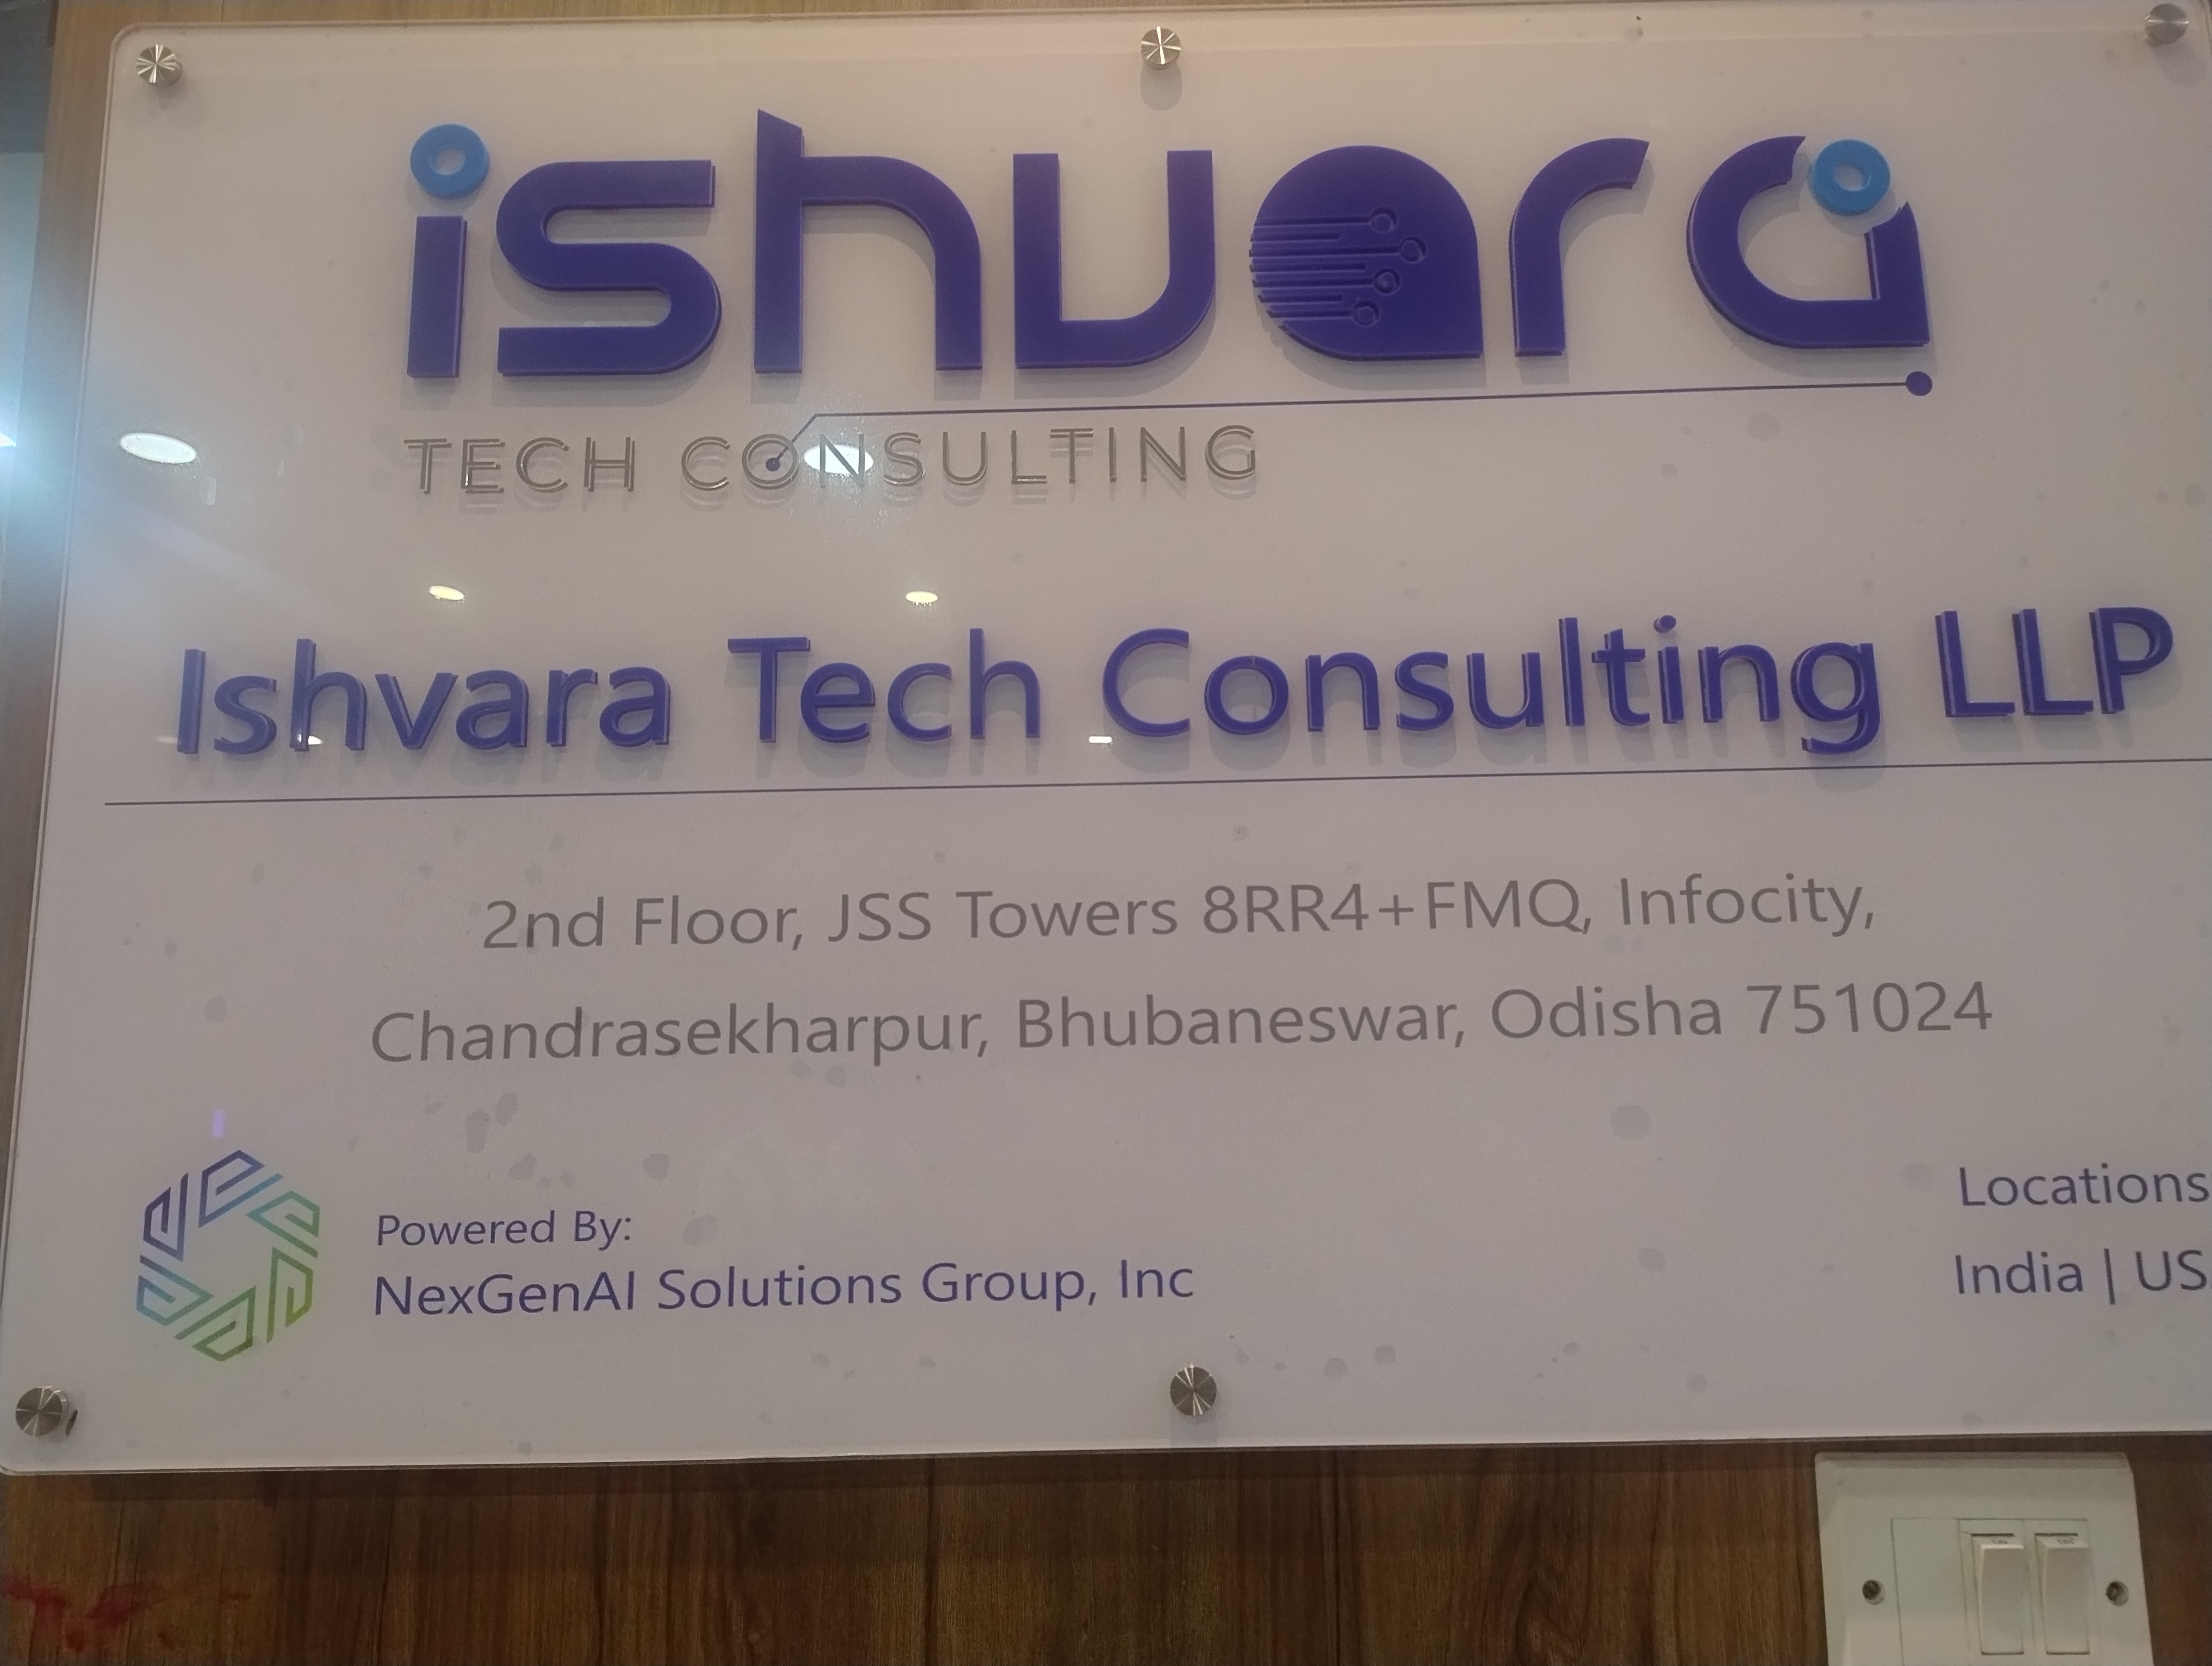 ishvara
TECH CONSULTING
Ishvara Tech Consulting LLP
2nd Floor, JSS Towers 8RR4+FMQ, Infocity,
Chandrasekharpur, Bhubaneswar, Odisha 751024
Powered By:
NexGenAI Solutions Group, Inc
Locations
India | US